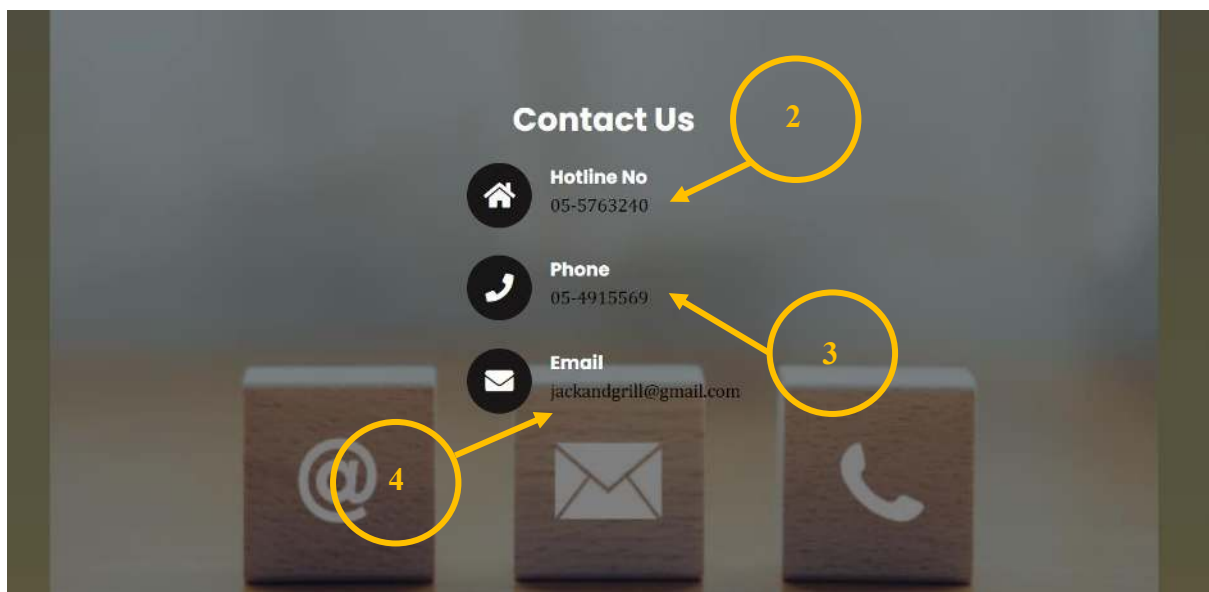 Contact Us
2
Hotline No
05-5763240
Phone
05-4915569
3
Email
jackandgrill@gmail.com
@
4